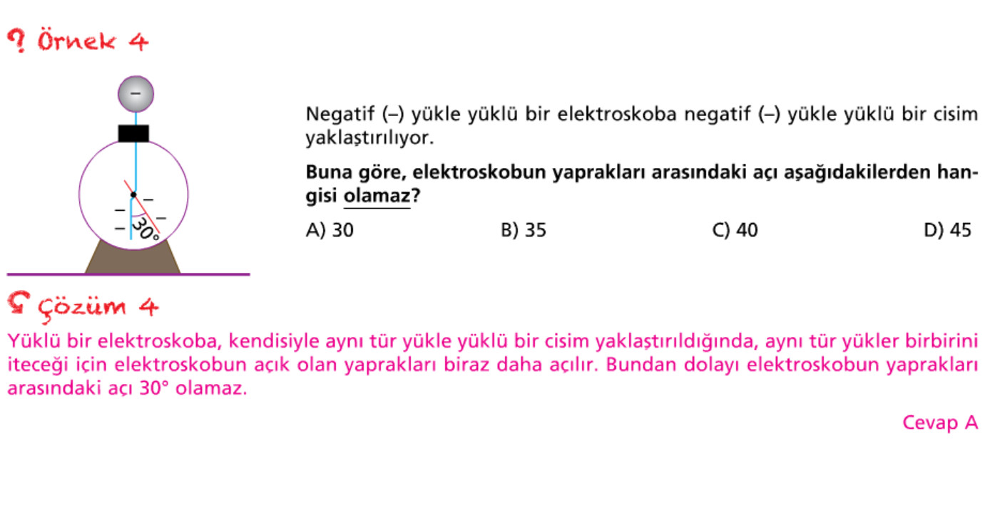 ? Örnek 4
–
–
–
–
–
30°
Negatif (–) yükle yüklü bir elektroskoba negatif (–) yükle yüklü bir cisim
yaklaştırılıyor.
Buna göre, elektroskobun yaprakları arasındaki açı aşağıdakilerden han-
gisi olamaz?
A) 30 B) 35 C) 40 D) 45
Çözüm 4
Yüklü bir elektroskoba, kendisiyle aynı tür yükle yüklü bir cisim yaklaştırıldığında, aynı tür yükler birbirini
iteceği için elektroskobun açık olan yaprakları biraz daha açılır. Bundan dolayı elektroskobun yaprakları
arasındaki açı 30° olamaz.
Cevap A